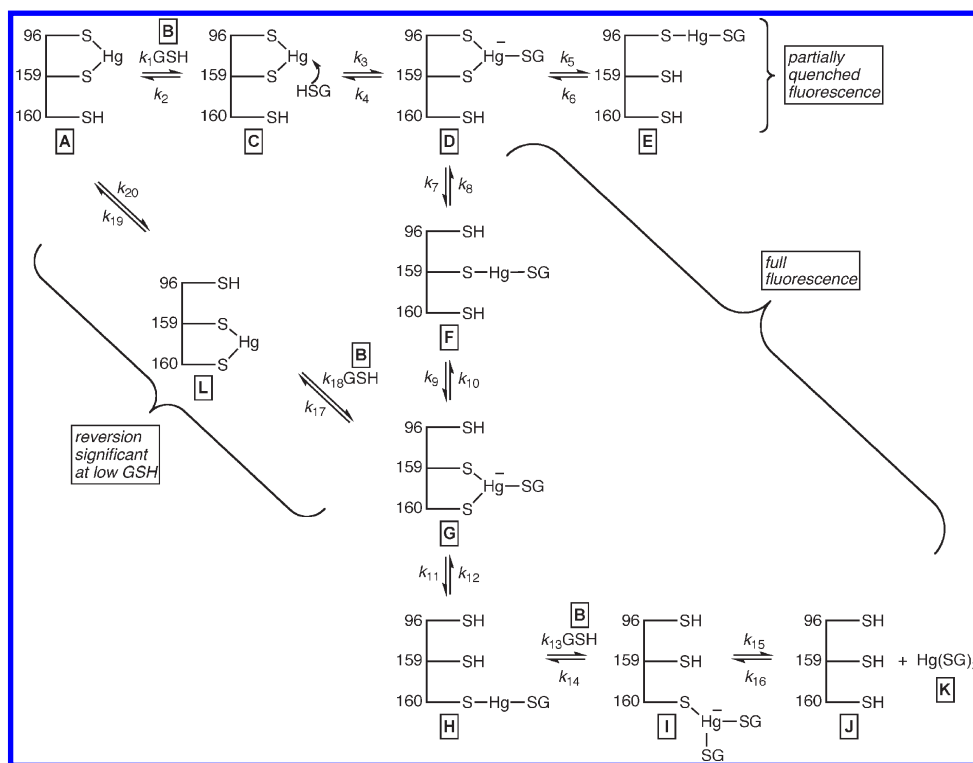 96 S Hg 159 S 160 SH A
B k1GSH k2
96 S Hg 159 S HSG 160 SH C
k3 k4
96 S Hg − SG 159 S 160 SH D
k5 k6
96 S Hg SG 159 SH 160 SH E
partially
quenched
fluorescence
k20 k19
k7 k8
96 SH 159 S Hg SG 160 SH F
full
fluorescence
96 SH 159 S Hg 160 S L
B k18GSH k17
k9 k10
reversion
significant
at low GSH
96 SH 159 S Hg − SG 160 S G
k11 k12
96 SH 159 SH 160 S Hg SG H
B k13GSH k14
96 SH 159 SH 160 S Hg − SG SG I
k15 k16
96 SH 159 SH 160 SH J
+ Hg(SG)
K